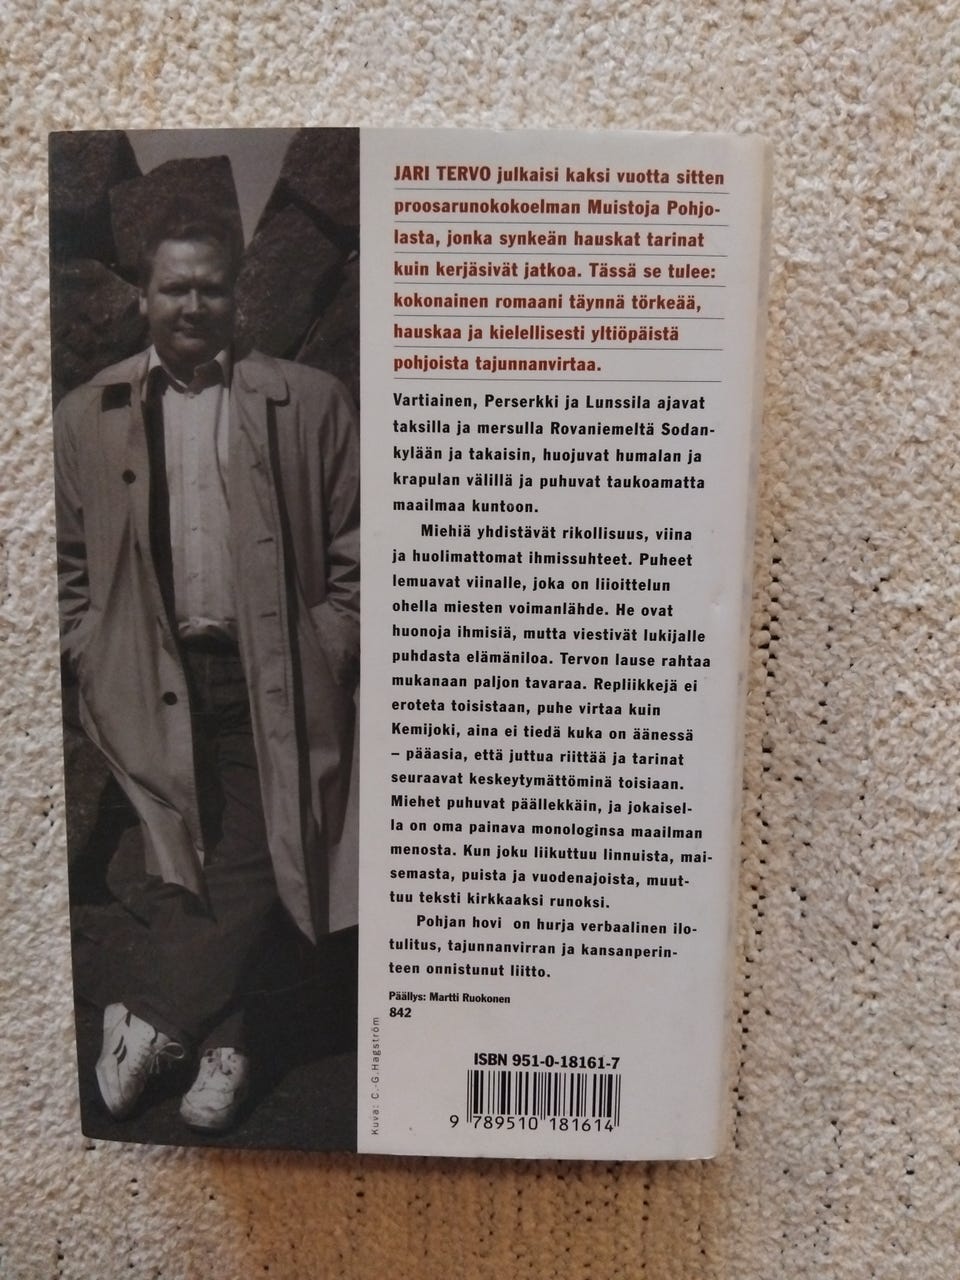 JARI TERVO julkaisi kaksi vuotta sitten
proosarunokokoelman Muistoja Pohjo-
lasta, jonka synkeän hauskat tarinat
kuin kerjäsivät jatkoa. Tässä se tulee:
kokonainen romaani täynnä törkeää,
hauskaa ja kielellisesti yltiöpäistä
pohjoista tajunnanvirtaa.
Vartiainen, Perserkki ja Lunssila ajavat
taksilla ja mersulla Rovaniemeltä Sodan-
kylään ja takaisin, huojuvat humalan ja
krapulan välillä ja puhuvat taukoamatta
maailmaa kuntoon.
Miehiä yhdistävät rikollisuus, viina
ja huolimattomat ihmissuhteet. Puheet
lemuavat viinalle, joka on liioittelun
ohella miesten voimanlähde. He ovat
huonoja ihmisiä, mutta viestivät lukijalle
puhdasta elämäniloa. Tervon lause rahtaa
mukanaan paljon tavaraa. Repliikkejä ei
eroteta toisistaan, puhe virtaa kuin
Kemijoki, aina ei tiedä kuka on äänessä
– pääasia, että juttua riittää ja tarinat
seuraavat keskeytymättöminä toisiaan.
Miehet puhuvat päällekkäin, ja jokaisel-
la on oma painava monologinsa maailman
menosta. Kun joku liikuttuu linnuista, mai-
semasta, puista ja vuodenajoista, muut-
tuu teksti kirkkaaksi runoksi.
Pohjan hovi on hurja verbaalinen ilo-
tulitus, tajunnanvirran ja kansanperin-
teen onnistunut liitto.
Päällys: Martti Ruokonen
842
Kuva: C.-G.Hagström
ISBN 951-0-18161-7
9 789510 181614